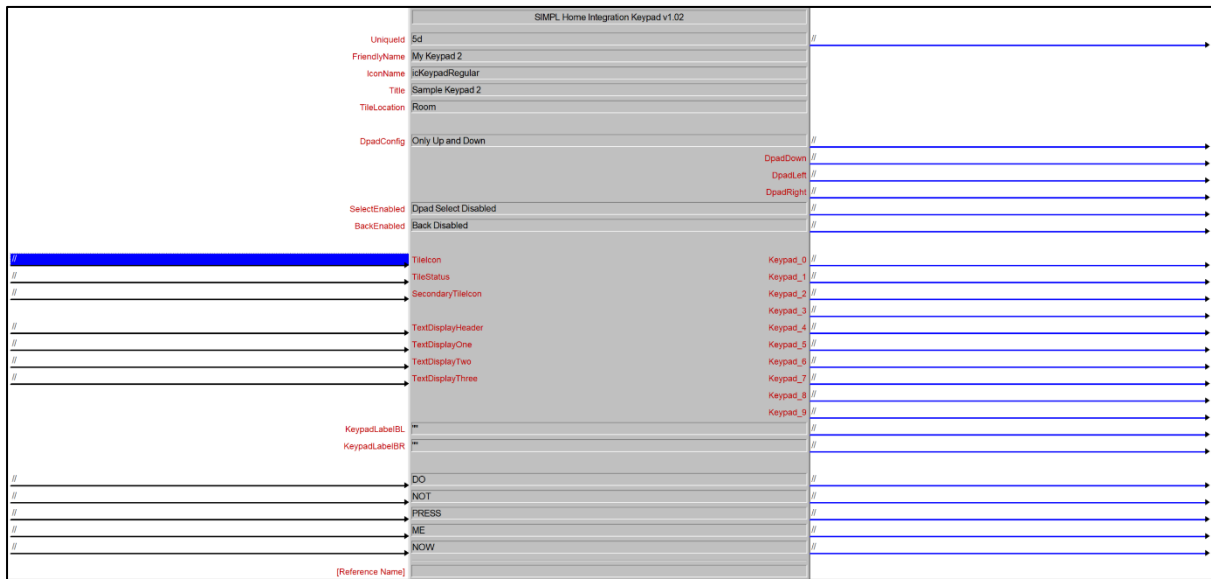 SIMPL Home Integration Keypad v1.02
UniqueId 5d //
FriendlyName My Keypad 2
IconName icKeypadRegular
Title Sample Keypad 2
TileLocation Room
DpadConfig Only Up and Down //
DpadDown //
DpadLeft //
DpadRight //
SelectEnabled Dpad Select Disabled //
BackEnabled Back Disabled //
// TileIcon Keypad_0 //
// TileStatus Keypad_1 //
// SecondaryTileIcon Keypad_2 //
Keypad_3 //
// TextDisplayHeader Keypad_4 //
// TextDisplayOne Keypad_5 //
// TextDisplayTwo Keypad_6 //
// TextDisplayThree Keypad_7 //
Keypad_8 //
Keypad_9 //
KeypadLabelBL "" //
KeypadLabelBR "" //
// DO //
// NOT //
// PRESS //
// ME //
// NOW //
[Reference Name]